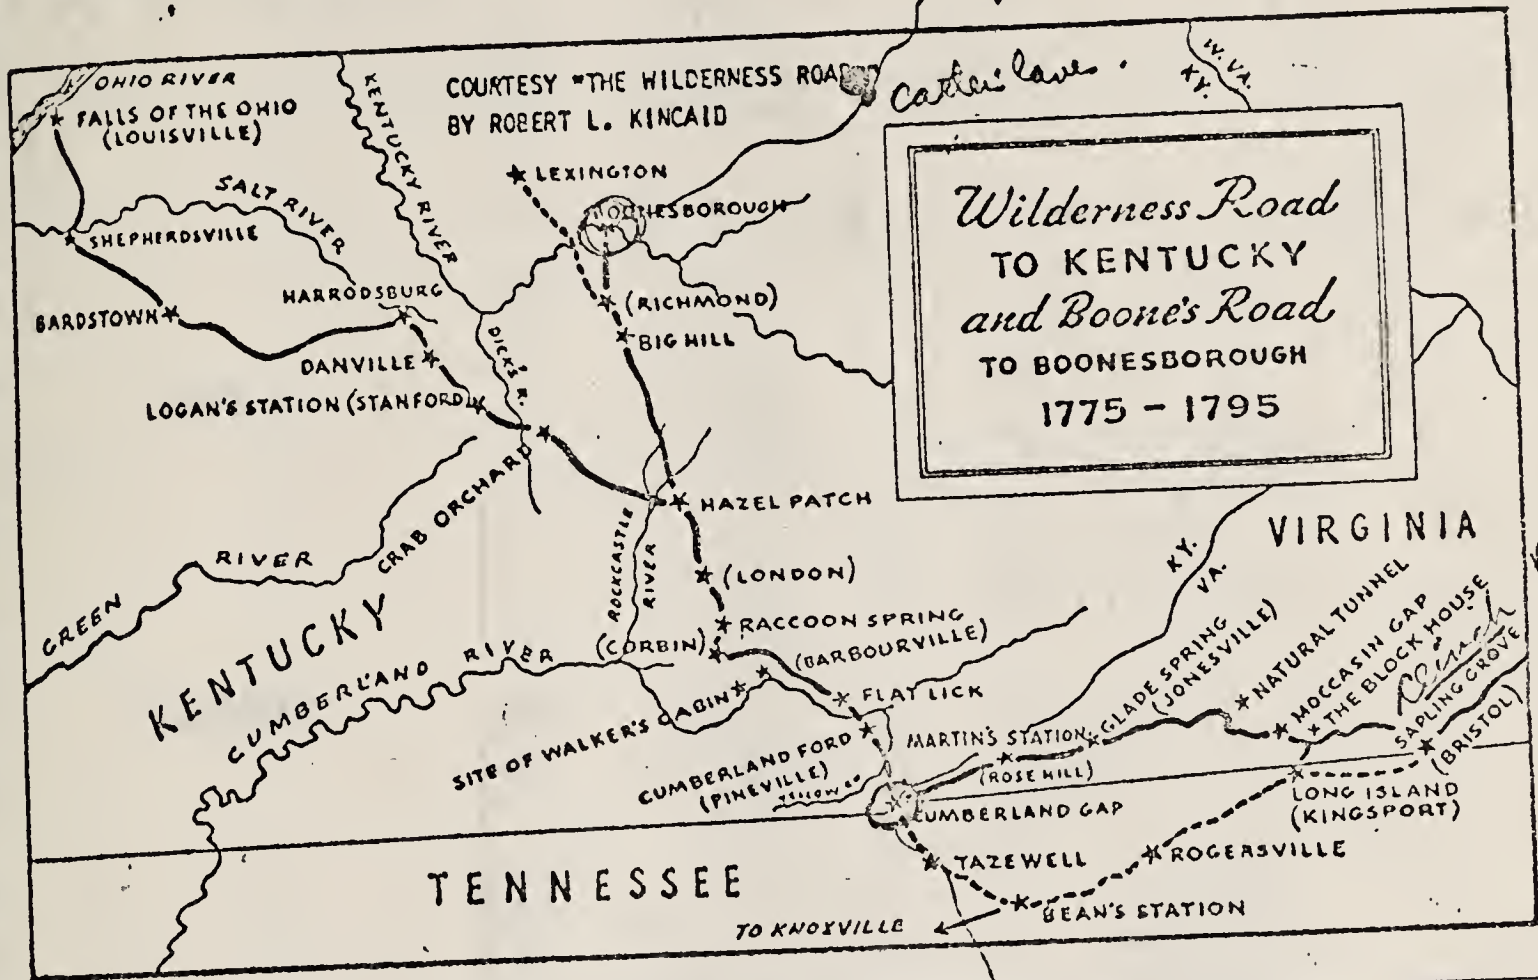 OHIO RIVER
FALLS OF THE OHIO
(LOUISVILLE)
KENTUCKY RIVER
COURTESY "THE WILDERNESS ROAD"
BY ROBERT L. KINCAID
W. VA.
KY.
LEXINGTON
SALT RIVER
BOONESBOROUGH
SHEPHERDSVILLE
Wilderness Road
TO KENTUCKY
and Boone's Road
TO BOONESBOROUGH
1775 - 1795
HARRODSBURG
(RICHMOND)
BARDSTOWN
BIG HILL
DICK'S R.
DANVILLE
LOGAN'S STATION (STANFORD)
CRAB ORCHARD
HAZEL PATCH
GREEN RIVER
ROCKCASTLE
RIVER
(LONDON)
KY.
VA.
VIRGINIA
KENTUCKY
CUMBERLAND RIVER
(CORBIN)
RACCOON SPRING
(BARBOURVILLE)
SITE OF WALKER'S CABIN
FLAT LICK
CUMBERLAND FORD
(PINEVILLE)
YELLOW CR.
MARTIN'S STATION
(ROSE HILL)
GLADE SPRING
(JONESVILLE)
NATURAL TUNNEL
MOCCASIN GAP
THE BLOCK HOUSE
SAPLING GROVE
(BRISTOL)
CUMBERLAND GAP
LONG ISLAND
(KINGSPORT)
TENNESSEE
TAZEWELL
ROGERSVILLE
BEAN'S STATION
TO KNOXVILLE